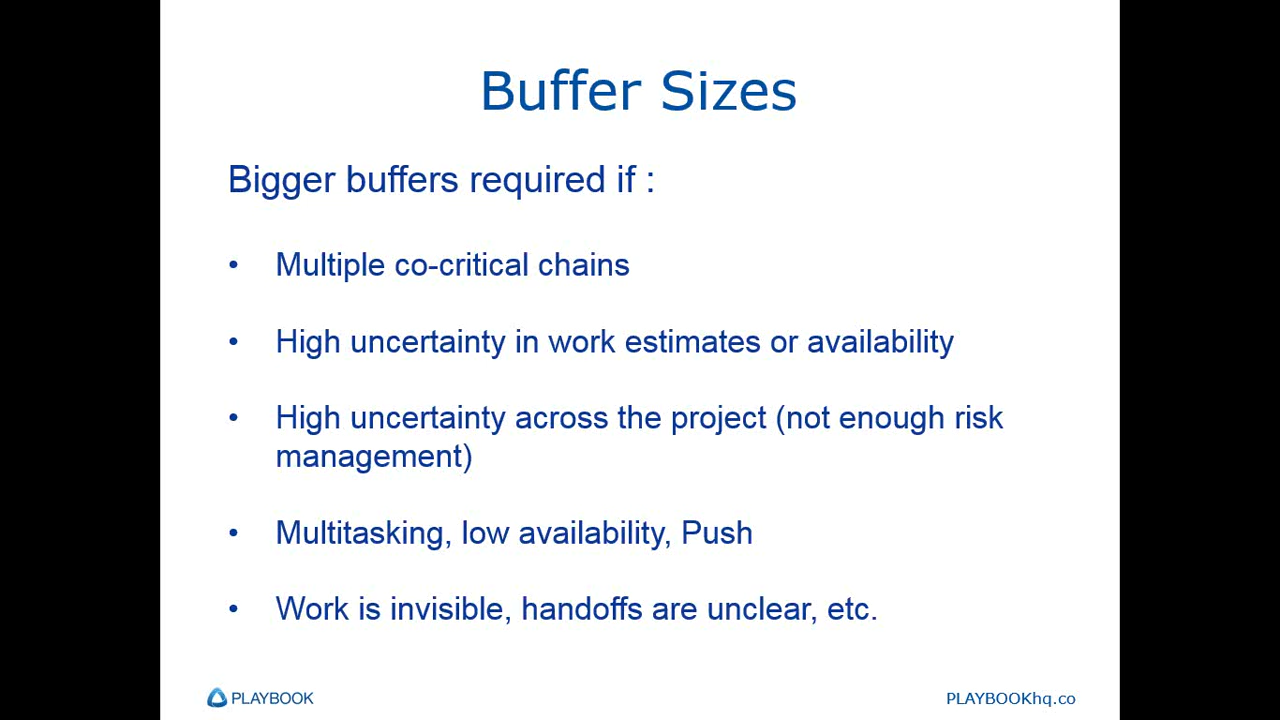 Buffer Sizes
Bigger buffers required if :
• Multiple co-critical chains
• High uncertainty in work estimates or availability
• High uncertainty across the project (not enough risk
management)
• Multitasking, low availability, Push
• Work is invisible, handoffs are unclear, etc.
PLAYBOOK
PLAYBOOKhq.co